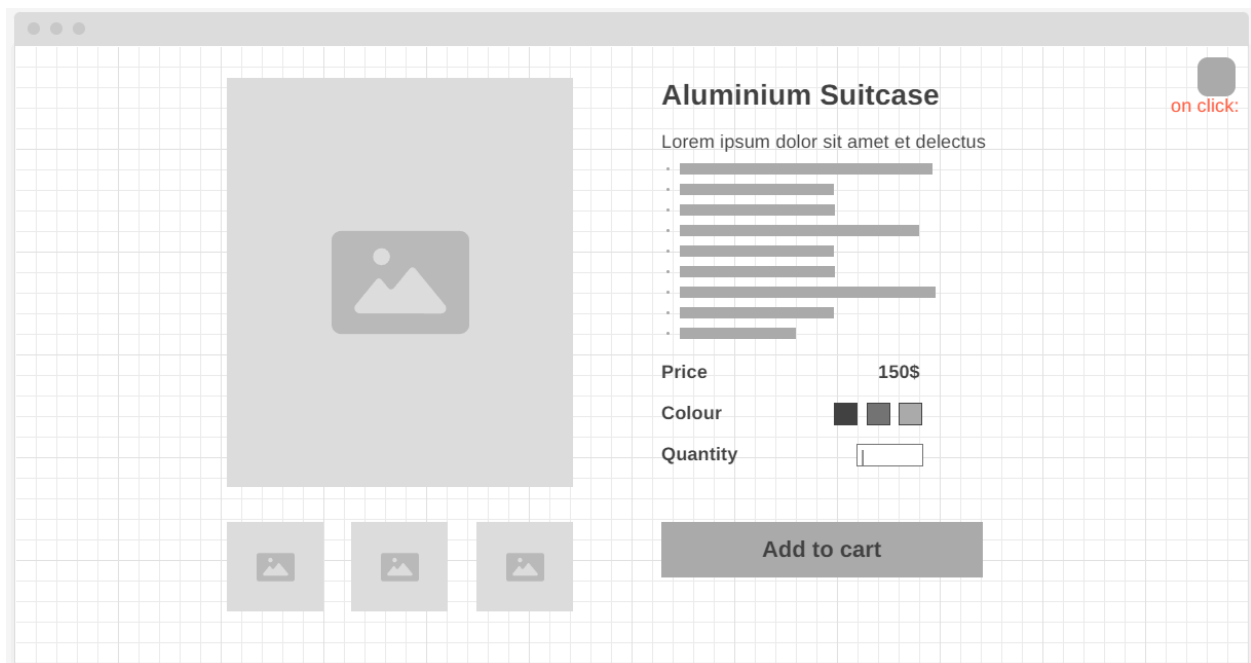 Aluminium Suitcase
on click:
Lorem ipsum dolor sit amet et delectus
Price 150$
Colour
Quantity
Add to cart